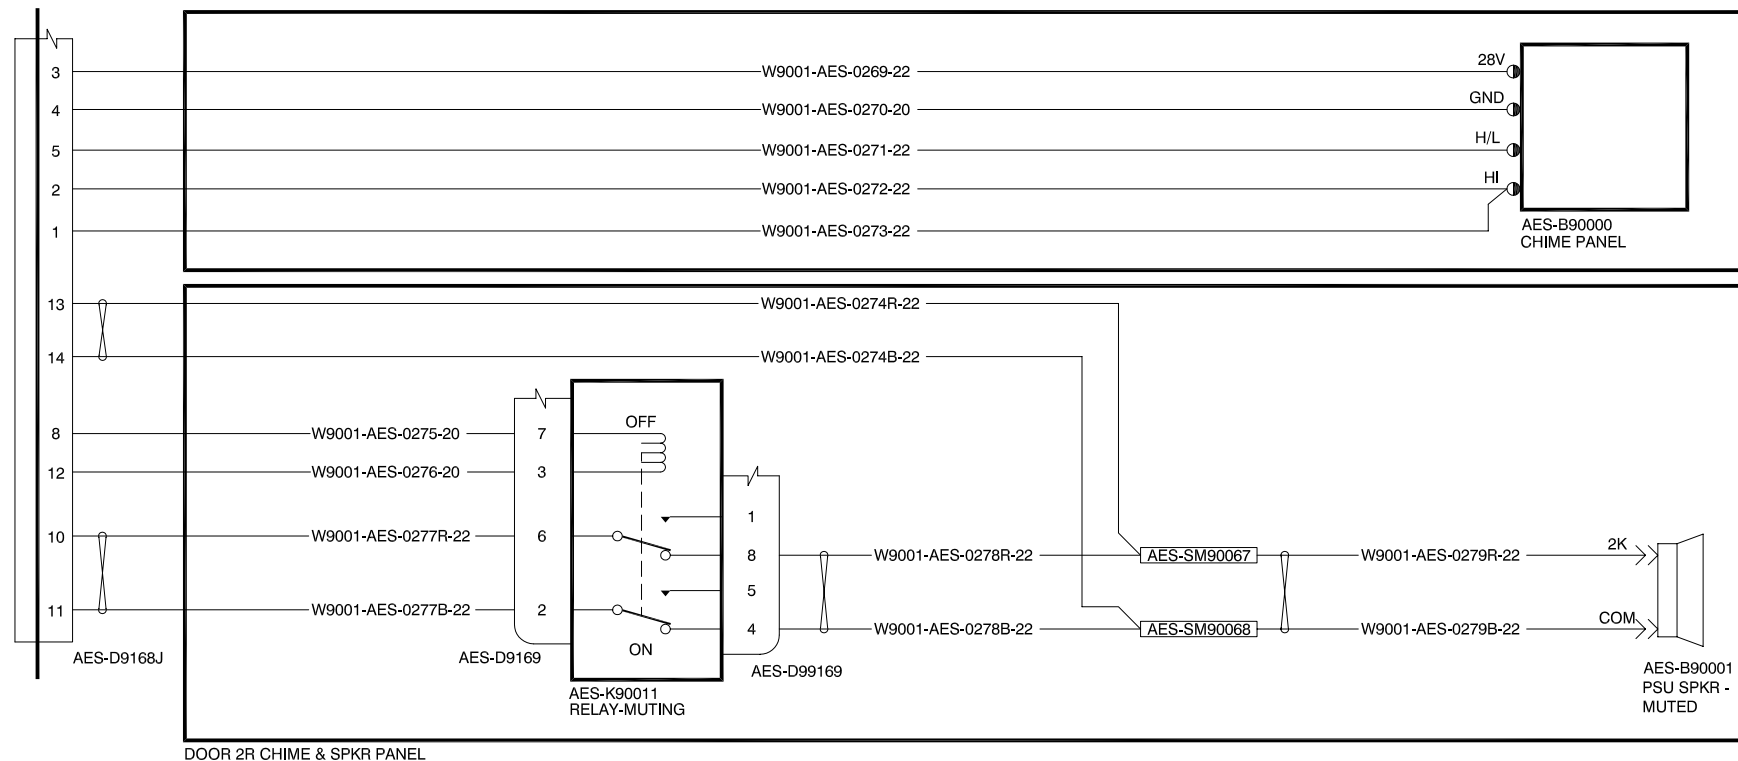 3 W9001-AES-0269-22 28V
4 W9001-AES-0270-20 GND
5 W9001-AES-0271-22 H/L
2 W9001-AES-0272-22 HI
1 W9001-AES-0273-22
AES-B90000
CHIME PANEL
13 W9001-AES-0274R-22
14 W9001-AES-0274B-22
OFF
8 W9001-AES-0275-20 7
12 W9001-AES-0276-20 3
1
10 W9001-AES-0277R-22 6
8 W9001-AES-0278R-22 AES-SM90067 W9001-AES-0279R-22 2K
5
11 W9001-AES-0277B-22 2
4 W9001-AES-0278B-22 AES-SM90068 W9001-AES-0279B-22 COM
ON
AES-D9168J
AES-D9169
AES-D99169
AES-K90011
RELAY-MUTING
AES-B90001
PSU SPKR -
MUTED
DOOR 2R CHIME & SPKR PANEL